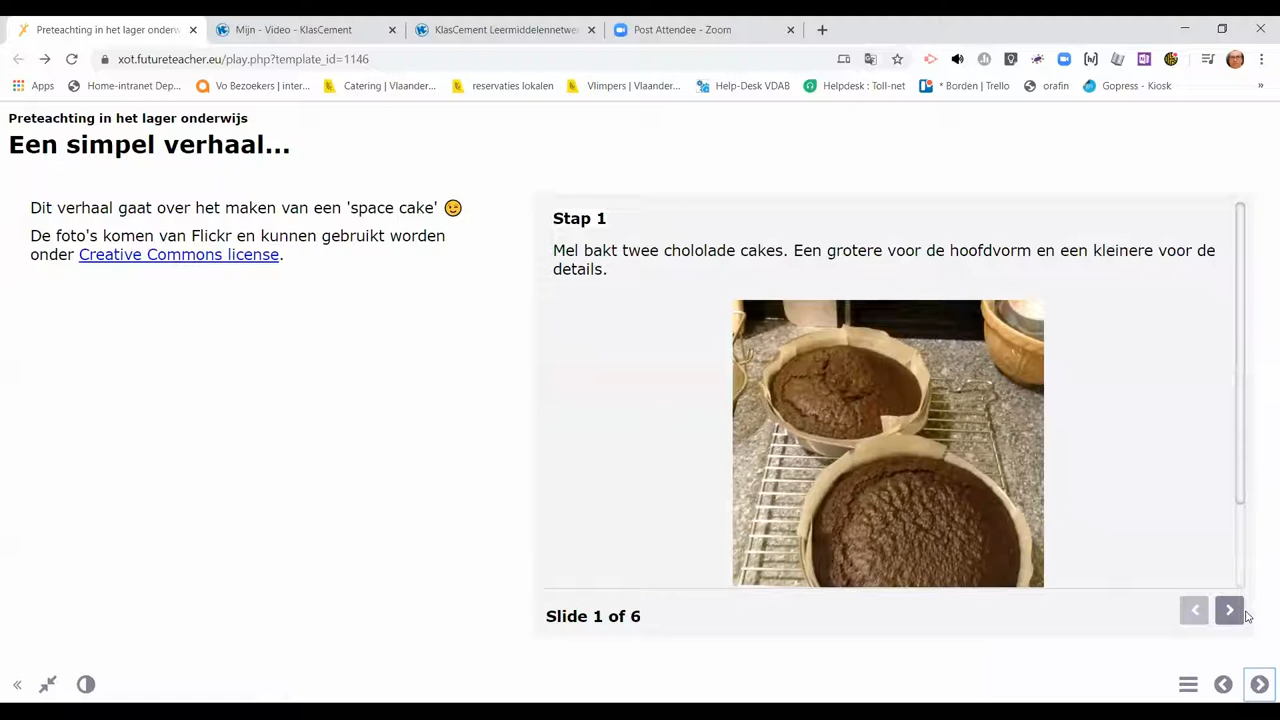 Preteachting in het lager onderw
Mijn - Video - KlasCement
KlasCement Leermiddelennetwe
Post Attendee - Zoom
xot.futureteacher.eu/play.php?template_id=1146
Apps
Home-intranet Dep...
Vo Bezoekers | inter...
Catering | Vlaander...
reservaties lokalen
Vlimpers | Vlaander...
Help-Desk VDAB
Helpdesk : Toll-net
* Borden | Trello
orafin
Gopress - Kiosk
»
Preteachting in het lager onderwijs
Een simpel verhaal...
Dit verhaal gaat over het maken van een 'space cake' 😉
De foto's komen van Flickr en kunnen gebruikt worden
onder Creative Commons license.
Stap 1
Mel bakt twee chololade cakes. Een grotere voor de hoofdvorm en een kleinere voor de
details.
Slide 1 of 6